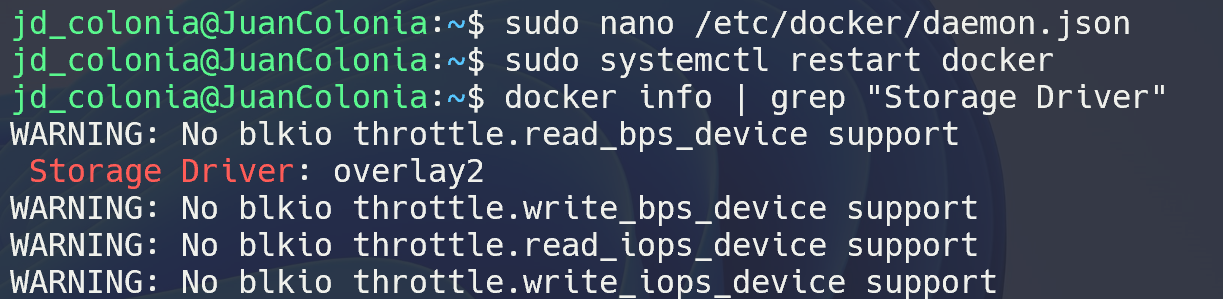 jd_colonia@JuanColonia:~$ sudo nano /etc/docker/daemon.json
jd_colonia@JuanColonia:~$ sudo systemctl restart docker
jd_colonia@JuanColonia:~$ docker info | grep "Storage Driver"
WARNING: No blkio throttle.read_bps_device support
 Storage Driver: overlay2
WARNING: No blkio throttle.write_bps_device support
WARNING: No blkio throttle.read_iops_device support
WARNING: No blkio throttle.write_iops_device support